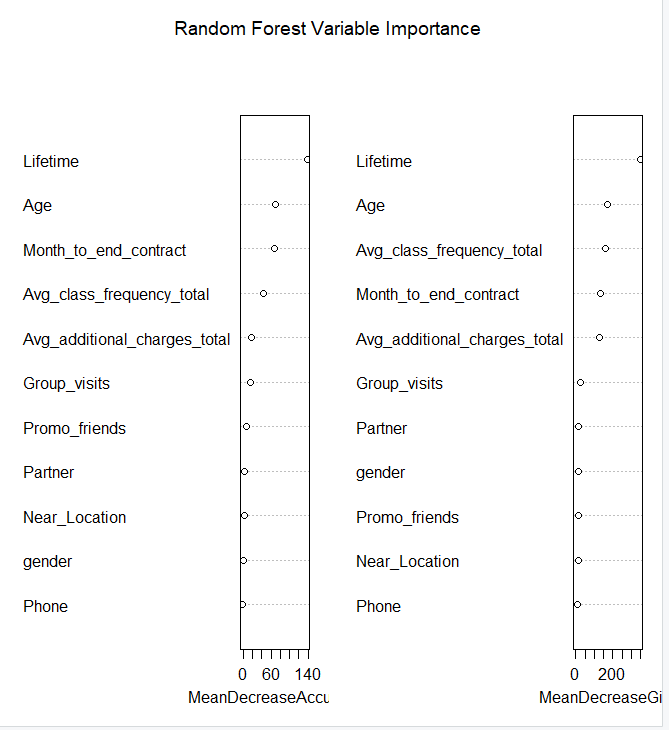 Random Forest Variable Importance
Lifetime
Age
Month_to_end_contract
Avg_class_frequency_total
Avg_additional_charges_total
Group_visits
Promo_friends
Partner
Near_Location
gender
Phone
0 60 140
MeanDecreaseAccu
Lifetime
Age
Avg_class_frequency_total
Month_to_end_contract
Avg_additional_charges_total
Group_visits
Partner
gender
Promo_friends
Near_Location
Phone
0 200
MeanDecreaseGi